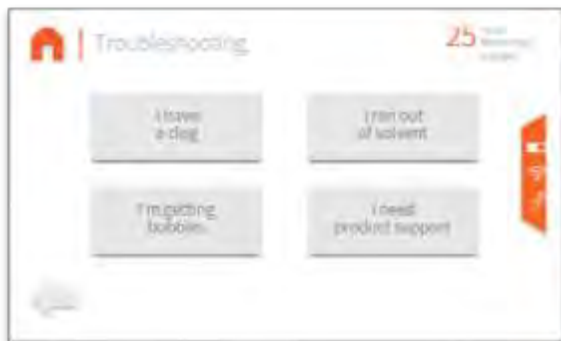 Troubleshooting
25
I have
a clog
I ran out
of solvent
I'm getting
bubbles
I need
product support